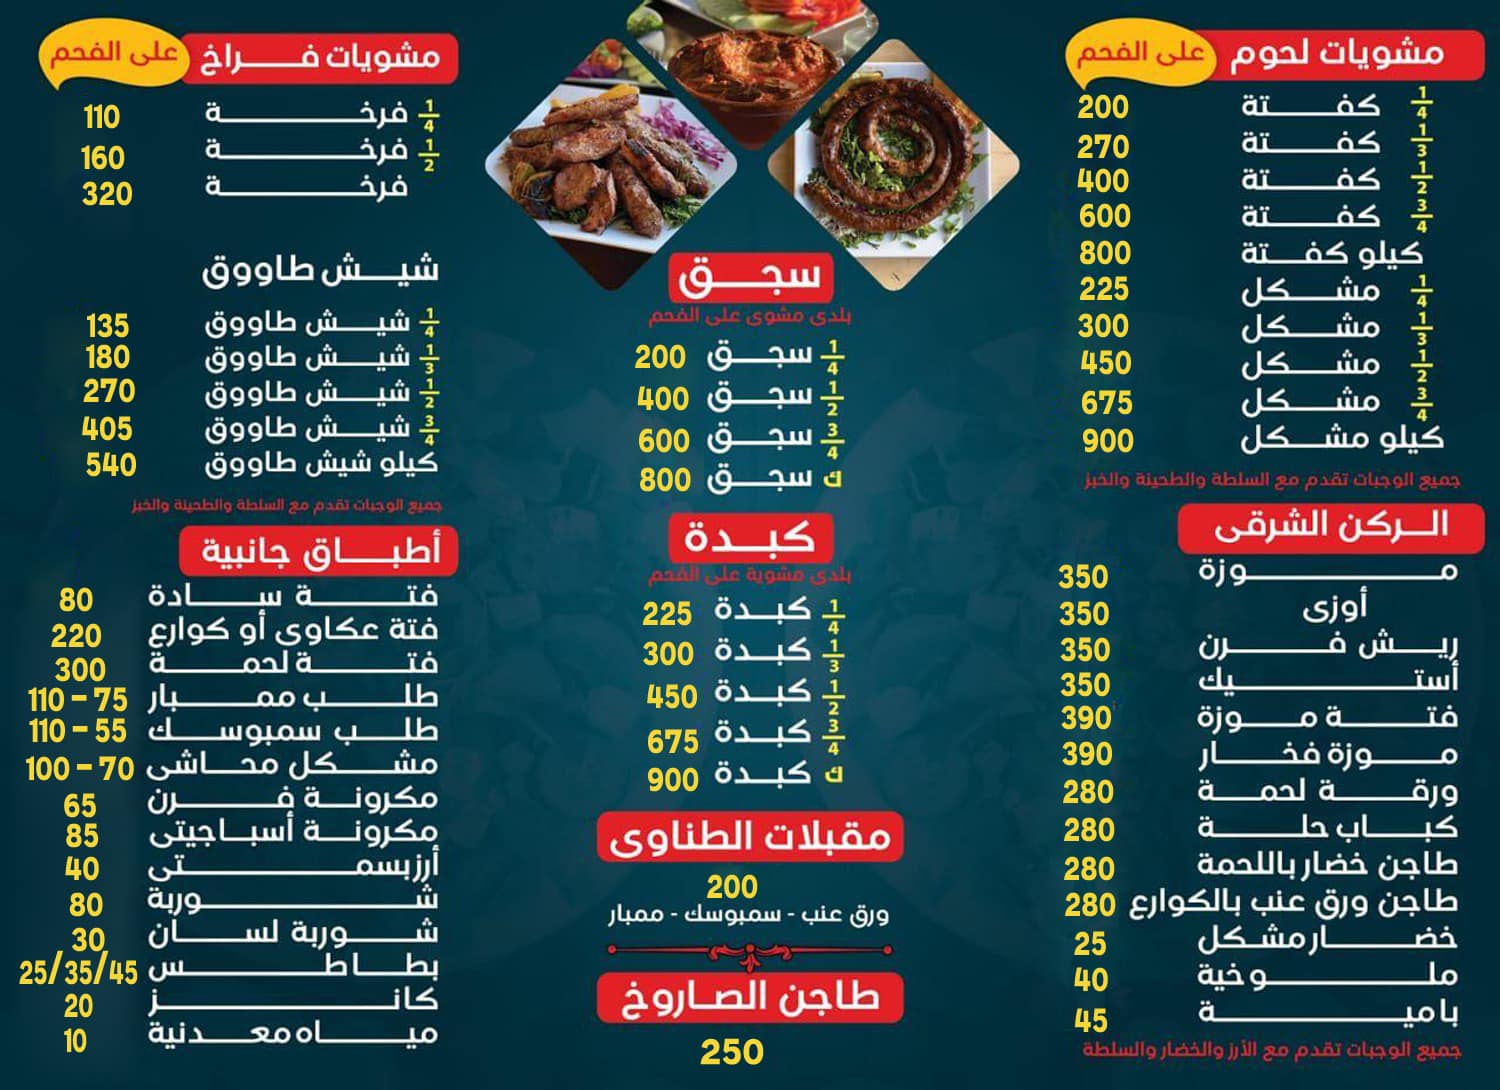 مشويات لحوم على الفحم
1/4 كفتة 200
1/3 كفتة 270
1/2 كفتة 400
3/4 كفتة 600
كيلو كفتة 800
1/4 مشكل 225
1/3 مشكل 300
1/2 مشكل 450
3/4 مشكل 675
كيلو مشكل 900
جميع الوجبات تقدم مع السلطة والطحينة والخبز
الركن الشرقى
موزة 350
أوزى 350
ريش فرن 350
أستيك 350
فتة موزة 390
موزة فخار 390
ورقة لحمة 280
كباب حلة 280
طاجن خضار باللحمة 280
طاجن ورق عنب بالكوارع 280
خضار مشكل 25
ملوخية 40
بامية 45
جميع الوجبات تقدم مع الأرز والخضار والسلطة
سجق
بلدى مشوى على الفحم
1/4 سجق 200
1/2 سجق 400
3/4 سجق 600
ك سجق 800
كبدة
بلدى مشوية على الفحم
1/4 كبدة 225
1/3 كبدة 300
1/2 كبدة 450
3/4 كبدة 675
ك كبدة 900
مقبلات الطناوى
200
ورق عنب - سمبوسك - ممبار
طاجن الصاروخ
250
مشويات فراخ على الفحم
1/4 فرخة 110
1/2 فرخة 160
فرخة 320
شيش طاووق
1/4 شيش طاووق 135
1/3 شيش طاووق 180
1/2 شيش طاووق 270
3/4 شيش طاووق 405
كيلو شيش طاووق 540
جميع الوجبات تقدم مع السلطة والطحينة والخبز
أطباق جانبية
فتة سادة 80
فتة عكاوى أو كوارع 220
فتة لحمة 300
طلب ممبار 75 - 110
طلب سمبوسك 55 - 110
مشكل محاشى 70 - 100
مكرونة فرن 65
مكرونة أسباجيتى 85
أرز بسمتى 40
شوربة 80
شوربة لسان 30
بطاطس 25/35/45
كانز 20
مياه معدنية 10